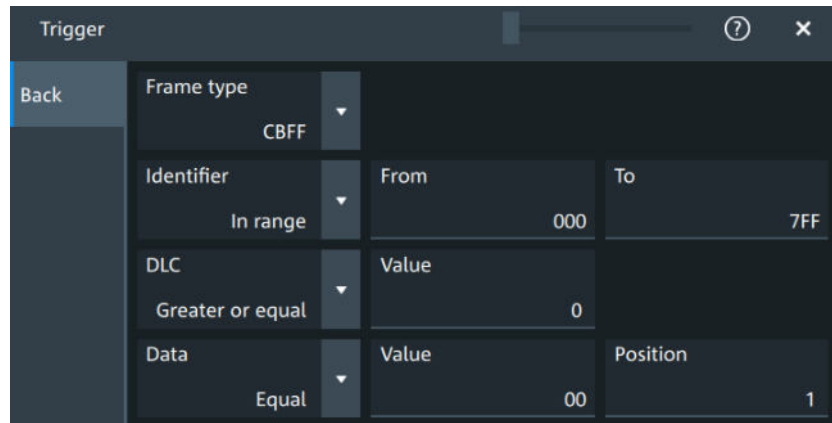 Trigger ? ×
Back
Frame type
CBFF
Identifier From To
In range 000 7FF
DLC Value
Greater or equal 0
Data Value Position
Equal 00 1